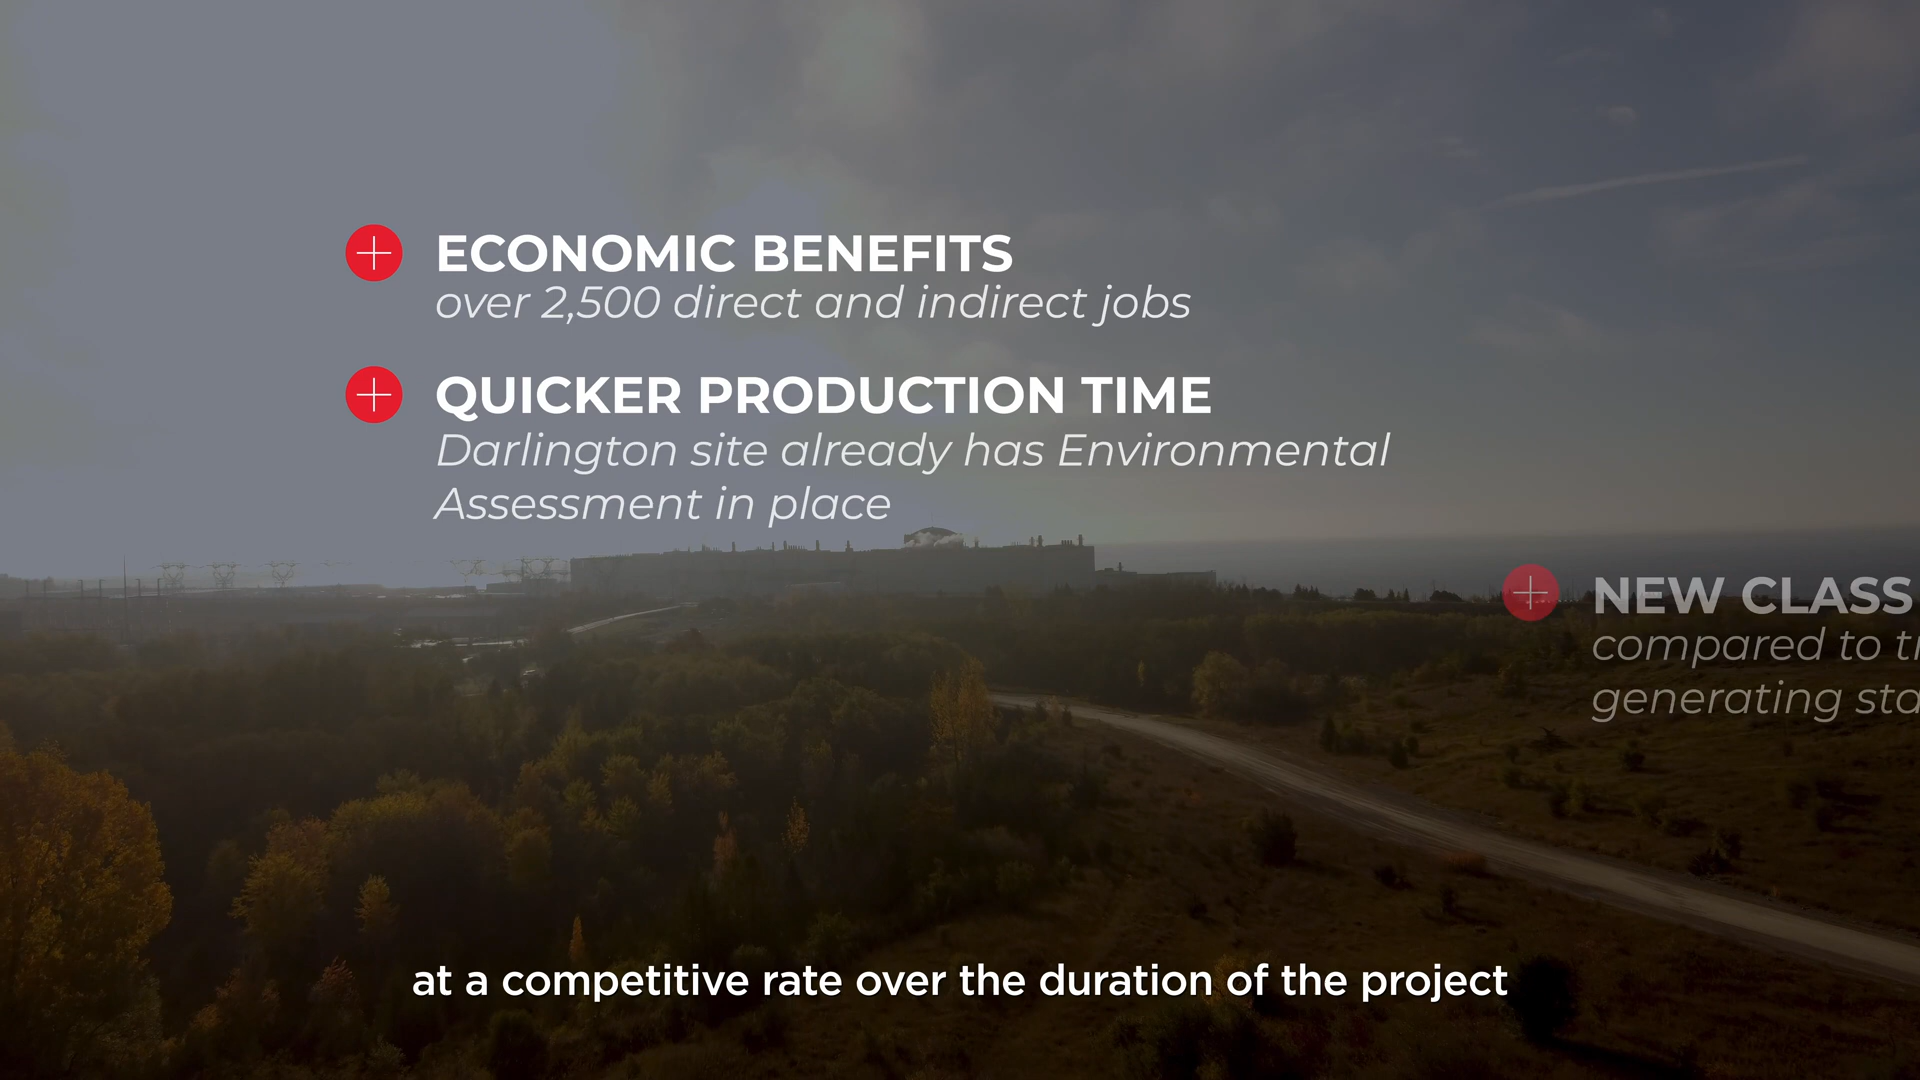 ECONOMIC BENEFITS
over 2,500 direct and indirect jobs
QUICKER PRODUCTION TIME
Darlington site already has Environmental
Assessment in place
NEW CLASS
compared to
generating
at a competitive rate over the duration of the project